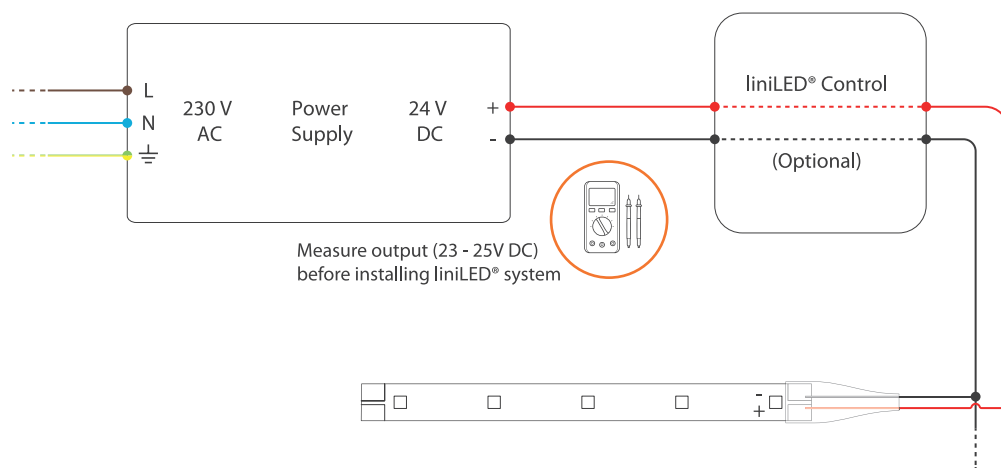 L
N
230 V
AC
Power
Supply
24 V
DC
+
-
liniLED® Control
(Optional)
Measure output (23 - 25V DC)
before installing liniLED® system
-
+